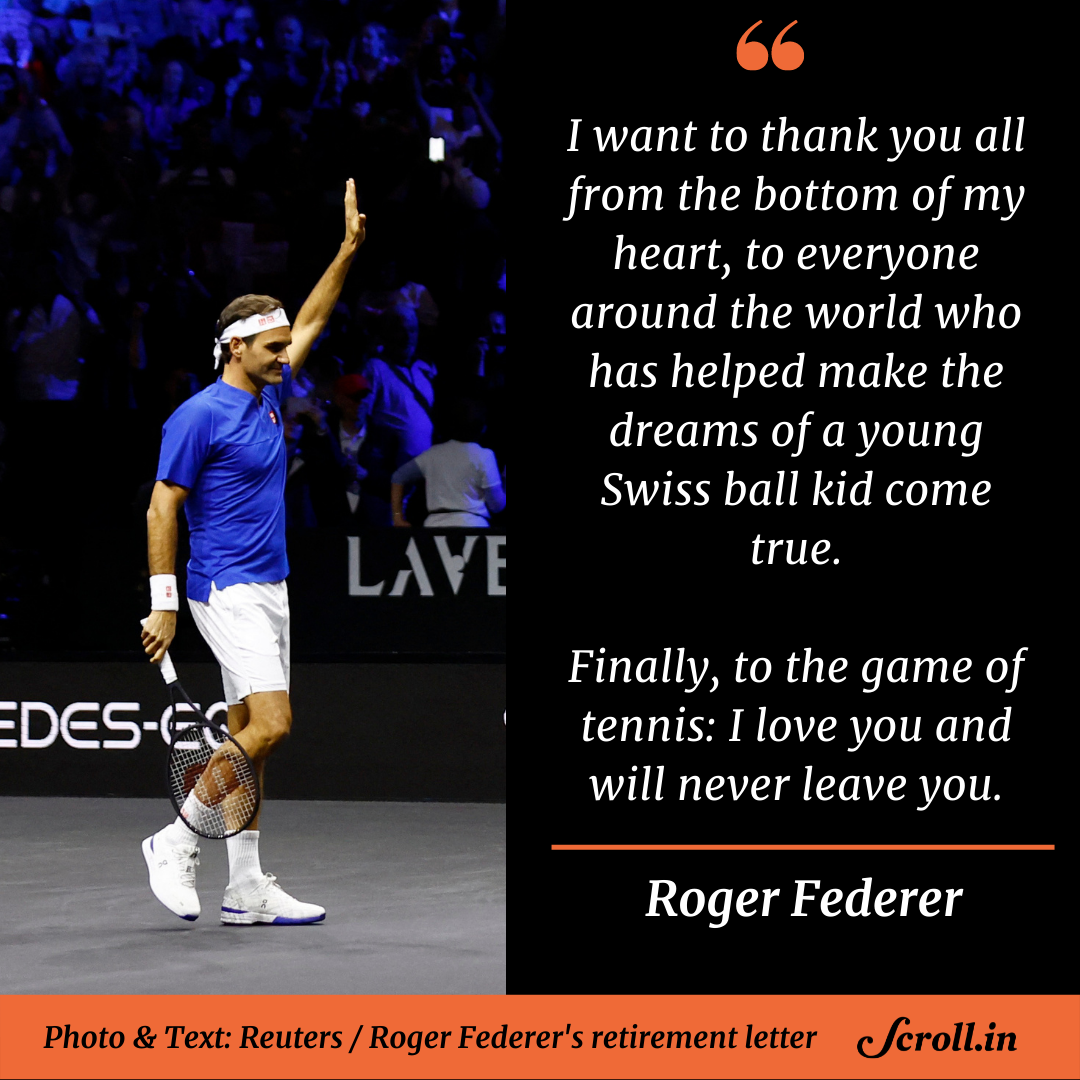 I want to thank you all
from the bottom of my
heart, to everyone
around the world who
has helped make the
dreams of a young
Swiss ball kid come
true.
Finally, to the game of
tennis: I love you and
will never leave you.
Roger Federer
LAVE
EDES-EQ
Photo & Text: Reuters / Roger Federer's retirement letter
Scroll.in